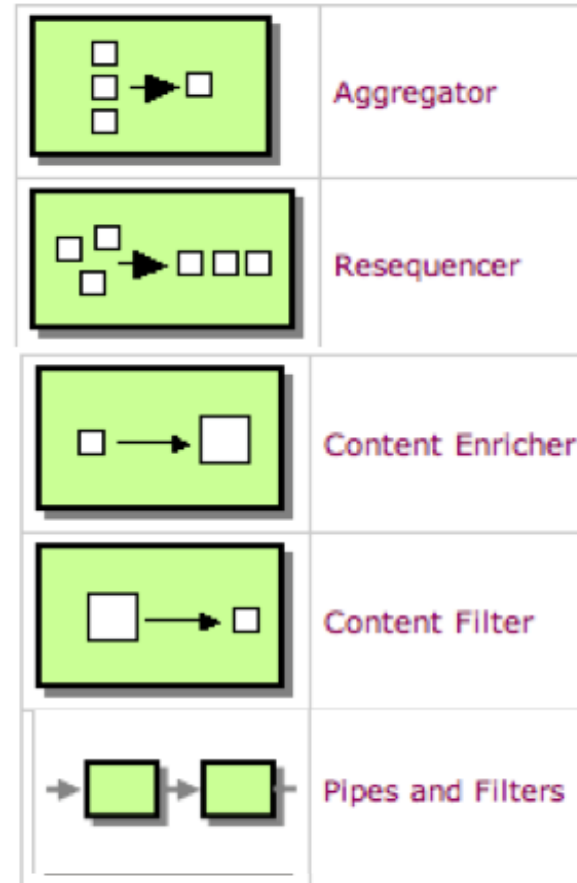 Aggregator
Resequencer
Content Enricher
Content Filter
Pipes and Filters